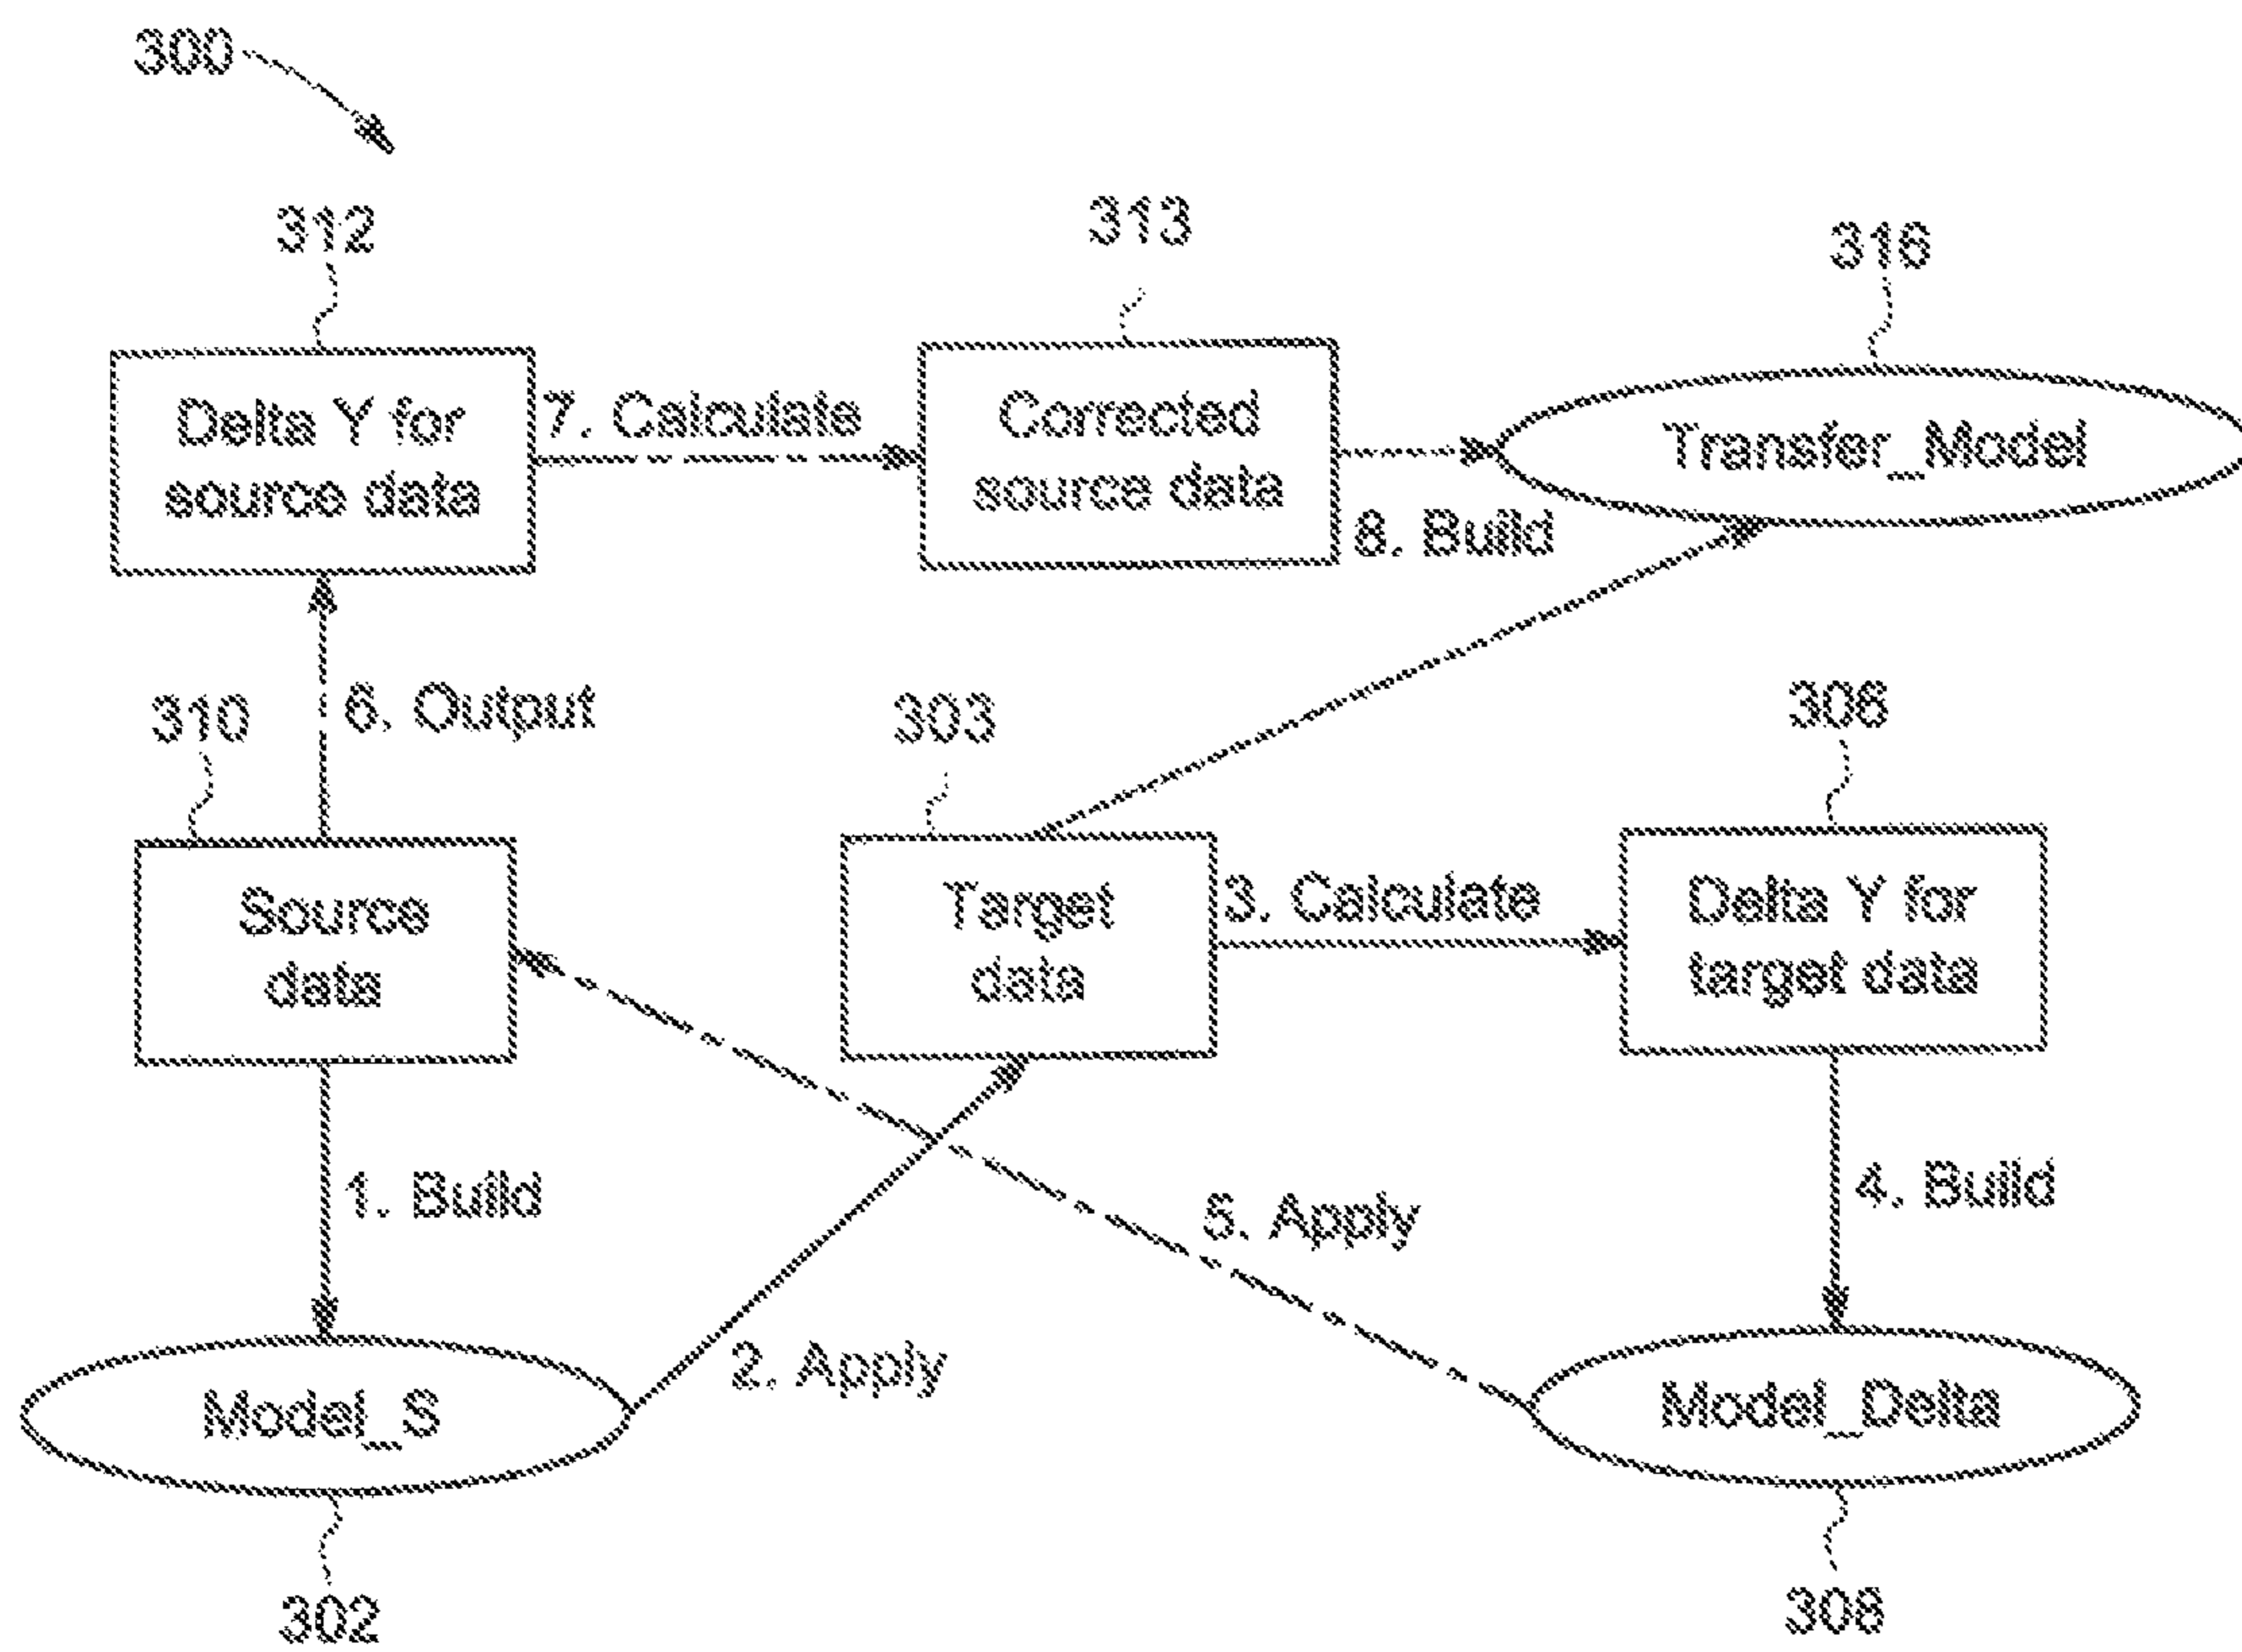 300
312
313
316
Delta Y for
source data
7. Calculate
Corrected
source data
8. Build
Transfer_Model
310
6. Output
303
306
Source
data
Target
data
3. Calculate
Delta Y for
target data
1. Build
2. Apply
5. Apply
4. Build
Model_S
Model_Delta
302
308